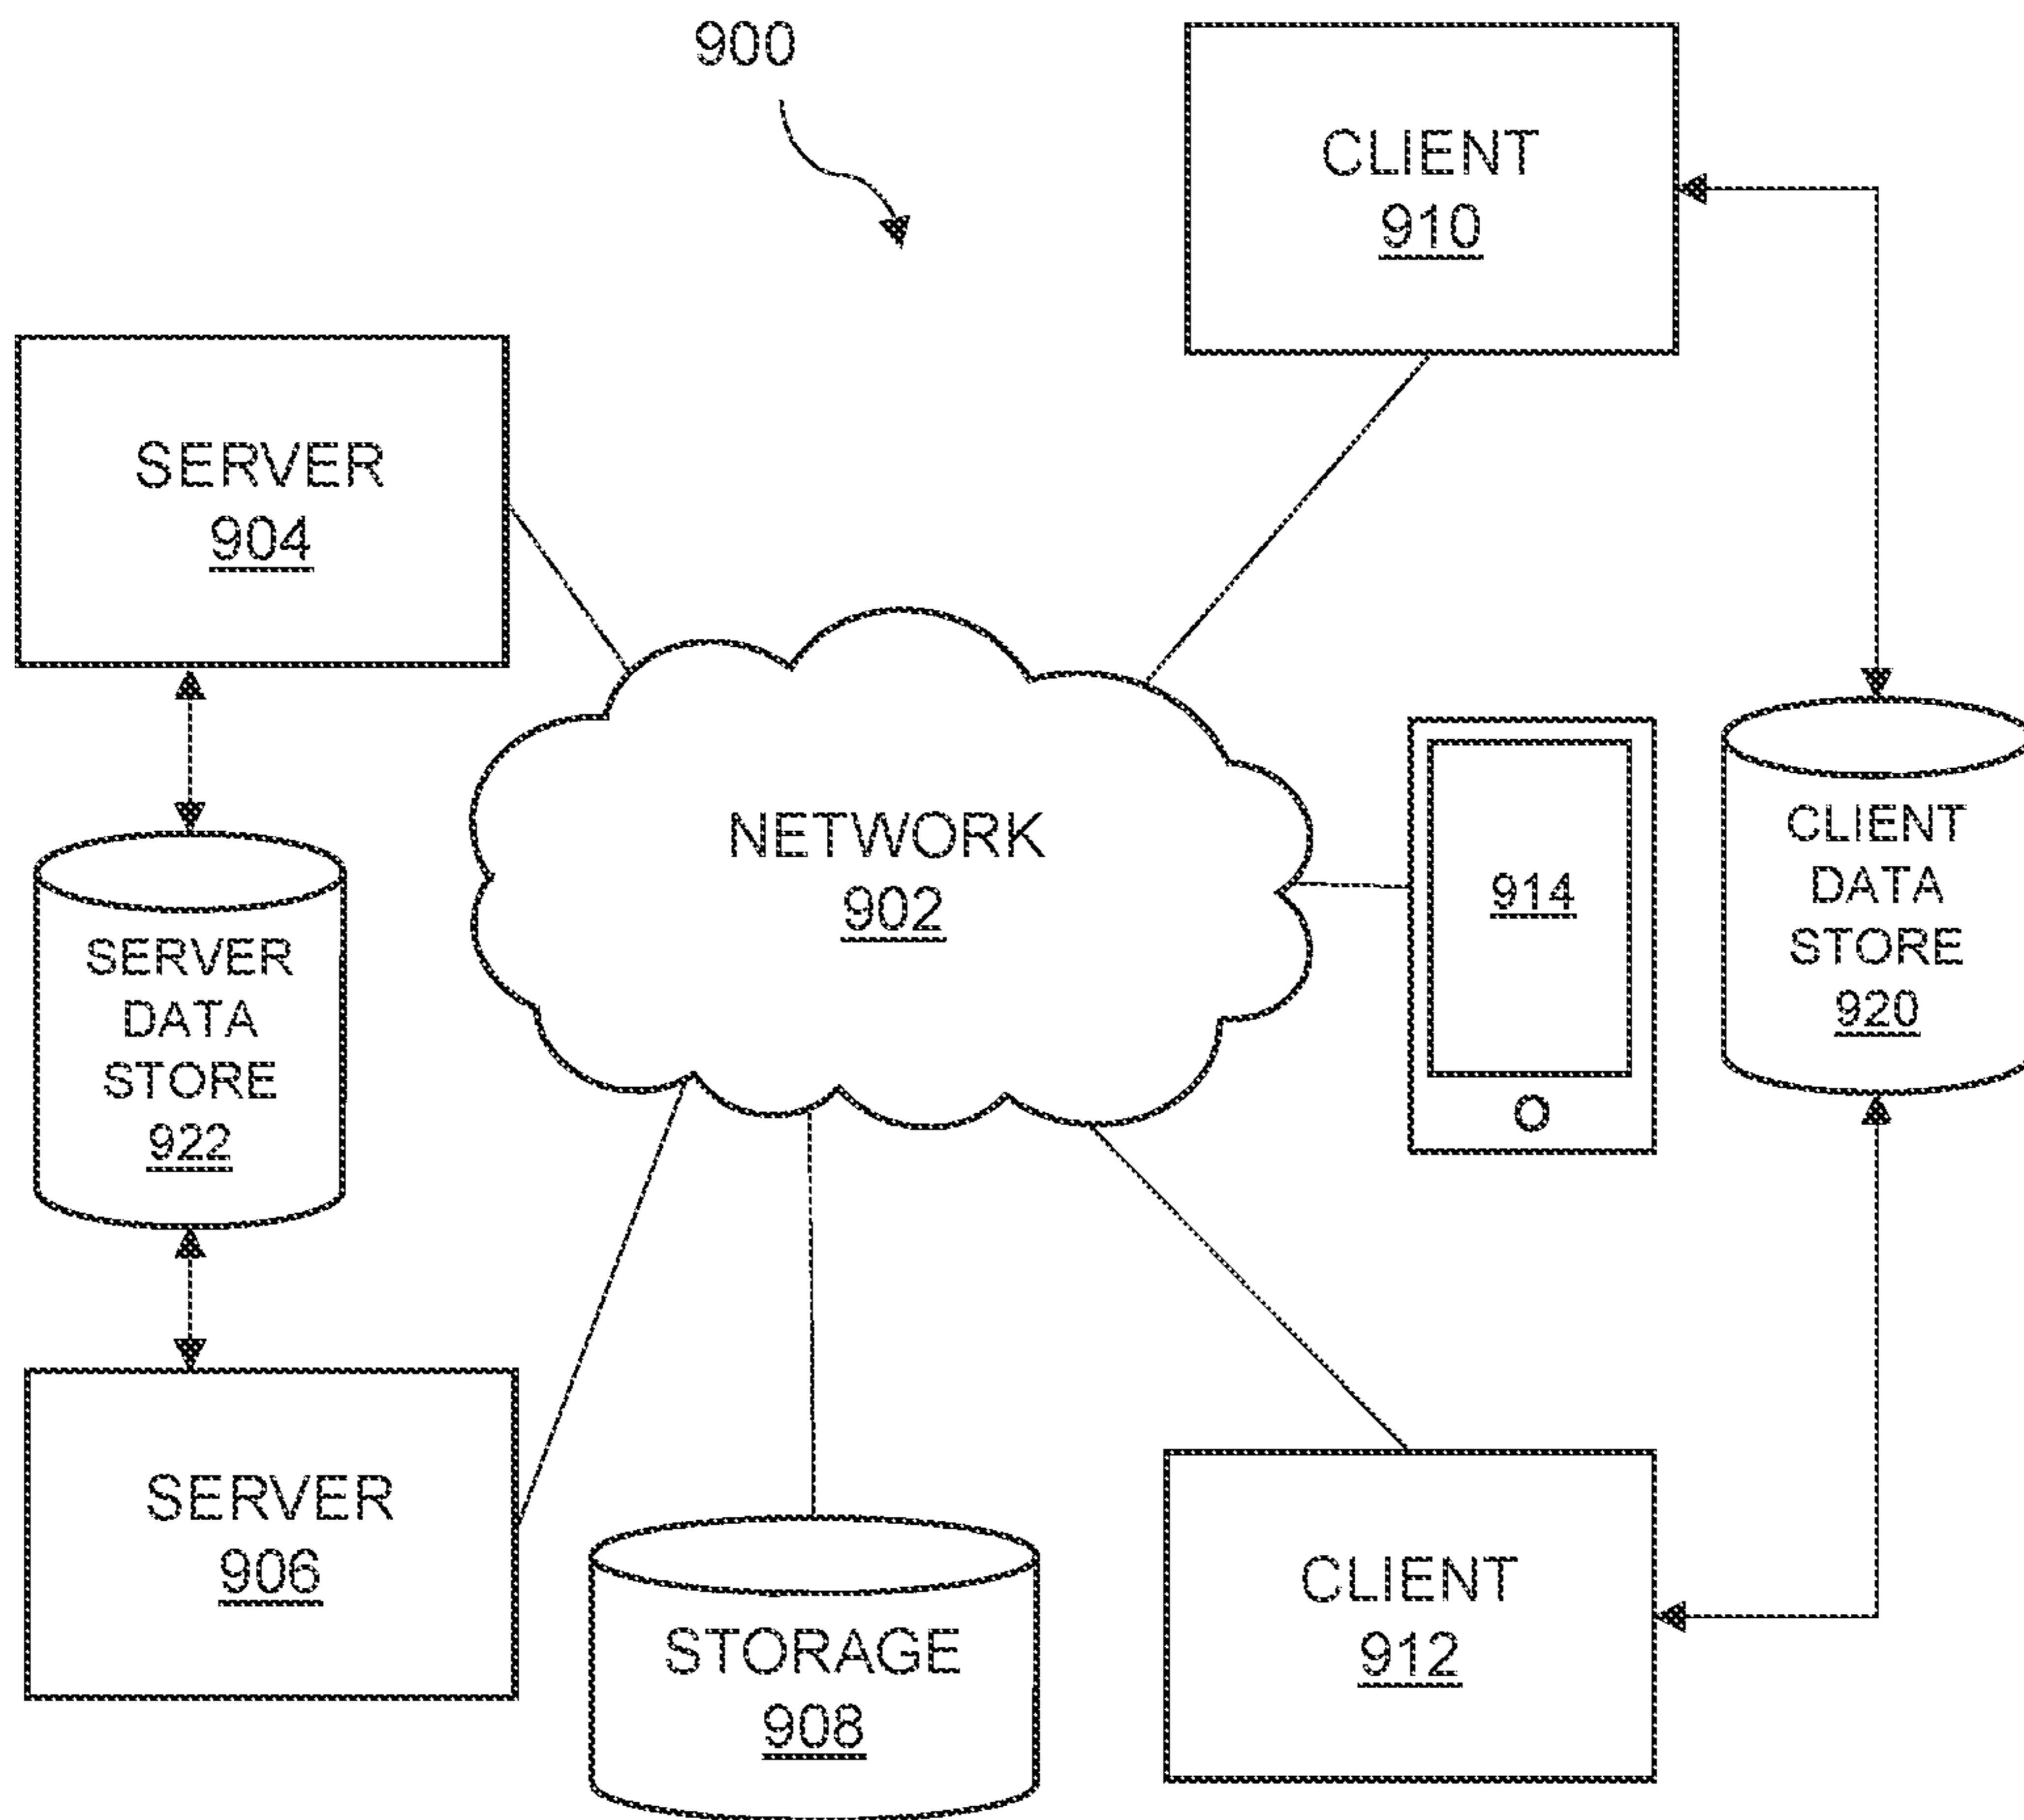 900
CLIENT
910
SERVER
904
NETWORK
902
914
CLIENT
DATA
STORE
920
SERVER
DATA
STORE
922
SERVER
906
STORAGE
908
CLIENT
912